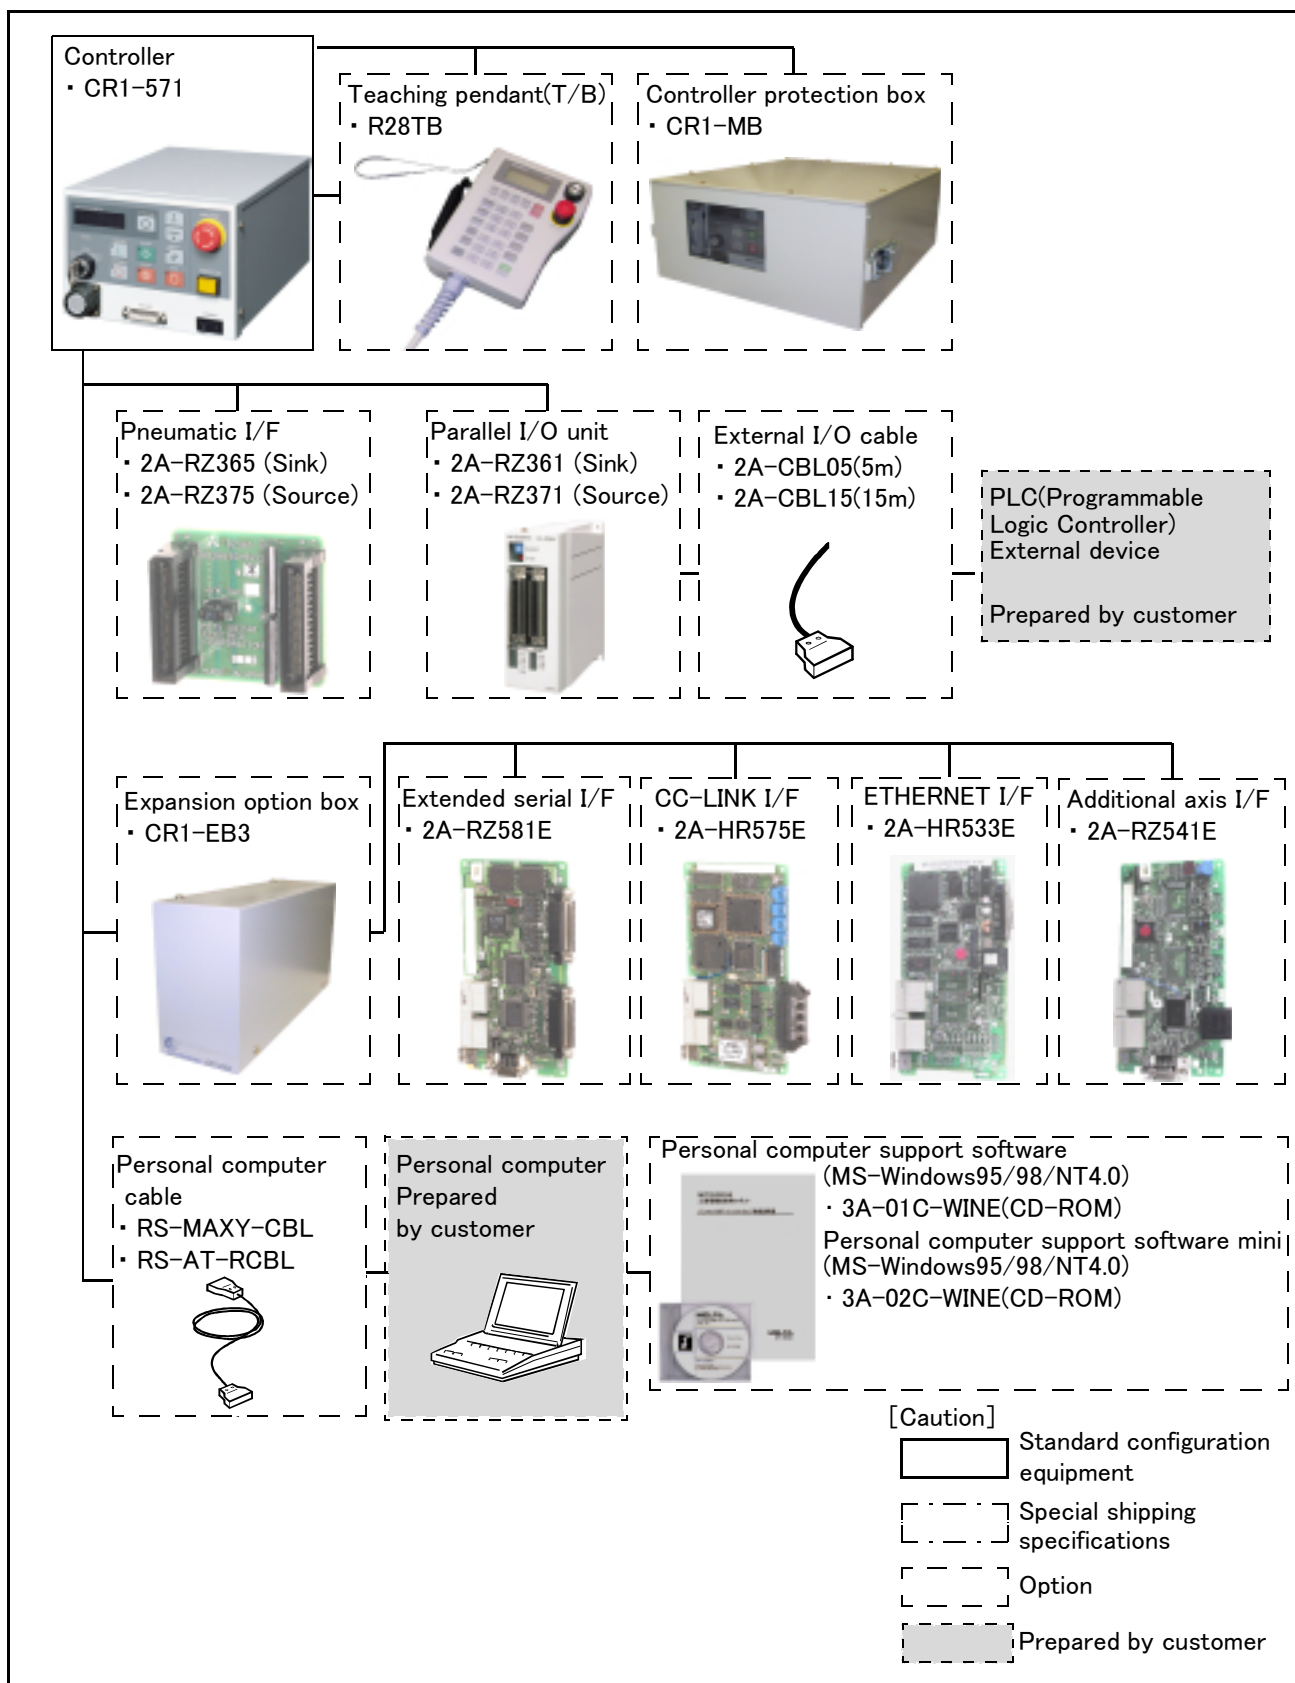 Controller
・ CR1-571
Teaching pendant(T/B)
・ R28TB
Controller protection box
・ CR1-MB
Pneumatic I/F
・ 2A-RZ365 (Sink)
・ 2A-RZ375 (Source)
Parallel I/O unit
・ 2A-RZ361 (Sink)
・ 2A-RZ371 (Source)
External I/O cable
・ 2A-CBL05(5m)
・ 2A-CBL15(15m)
PLC(Programmable
Logic Controller)
External device
Prepared by customer
Expansion option box
・ CR1-EB3
Extended serial I/F
・ 2A-RZ581E
CC-LINK I/F
・ 2A-HR575E
ETHERNET I/F
・ 2A-HR533E
Additional axis I/F
・ 2A-RZ541E
Personal computer
cable
・ RS-MAXY-CBL
・ RS-AT-RCBL
Personal computer
Prepared
by customer
Personal computer support software
(MS-Windows95/98/NT4.0)
・ 3A-01C-WINE(CD-ROM)
Personal computer support software mini
(MS-Windows95/98/NT4.0)
・ 3A-02C-WINE(CD-ROM)
[Caution]
Standard configuration
equipment
Special shipping
specifications
Option
Prepared by customer